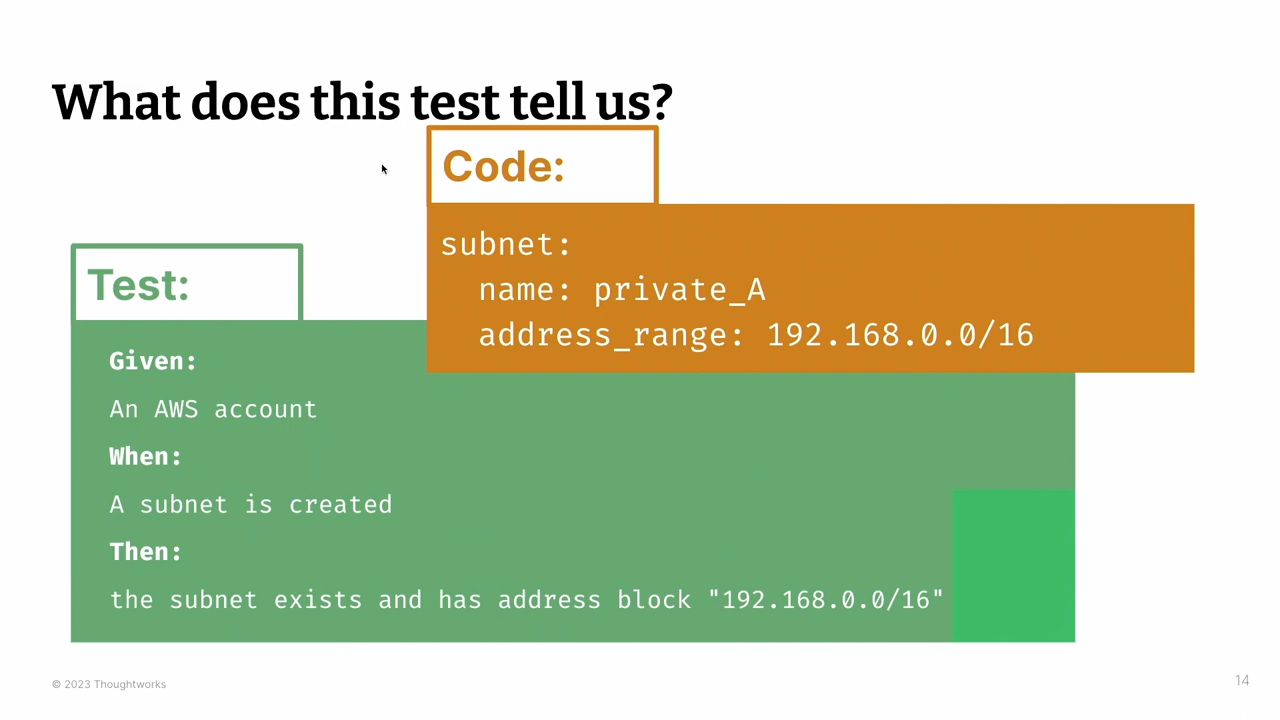 What does this test tell us?
Code:
subnet:
name: private_A
address_range: 192.168.0.0/16
Test:
Given:
An AWS account
When:
A subnet is created
Then:
the subnet exists and has address block "192.168.0.0/16"
© 2023 Thoughtworks
14